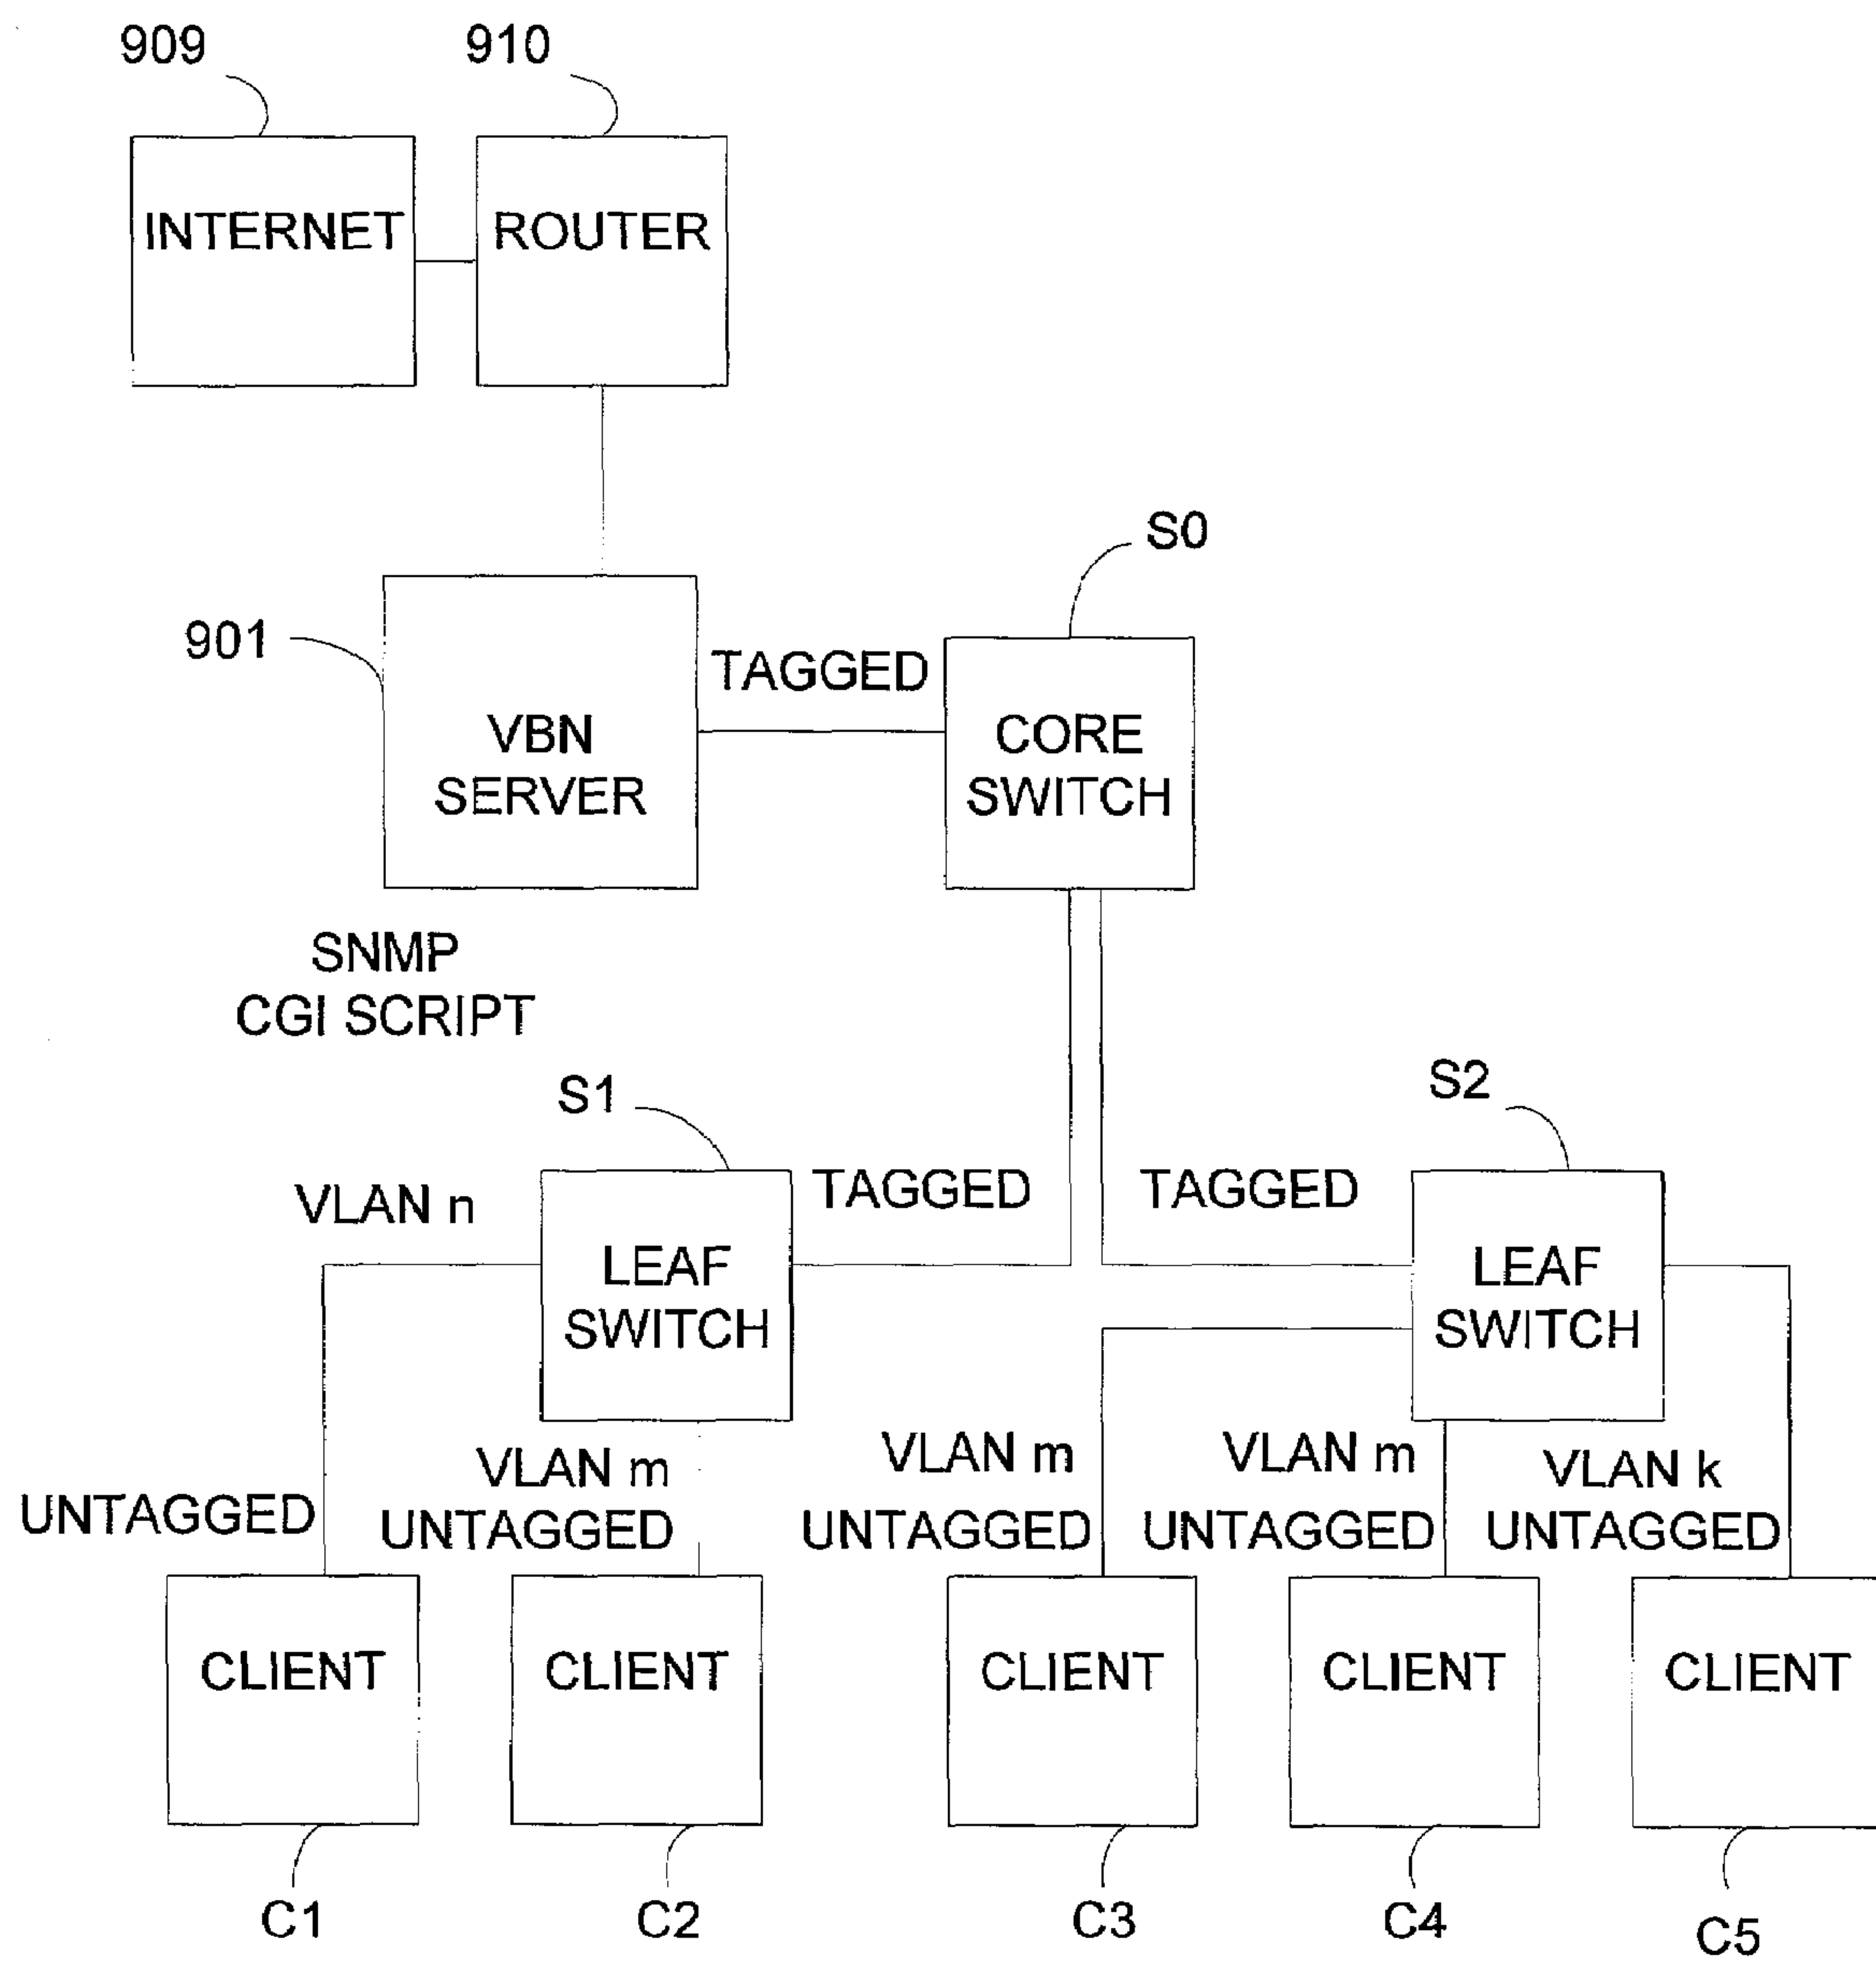 909
910
INTERNET
ROUTER
S0
901
TAGGED
VBN
SERVER
CORE
SWITCH
SNMP
CGI SCRIPT
S1
S2
VLAN n
TAGGED
TAGGED
LEAF
SWITCH
LEAF
SWITCH
UNTAGGED
VLAN m
UNTAGGED
VLAN m
UNTAGGED
VLAN m
UNTAGGED
VLAN k
UNTAGGED
CLIENT
CLIENT
CLIENT
CLIENT
CLIENT
C1
C2
C3
C4
C5